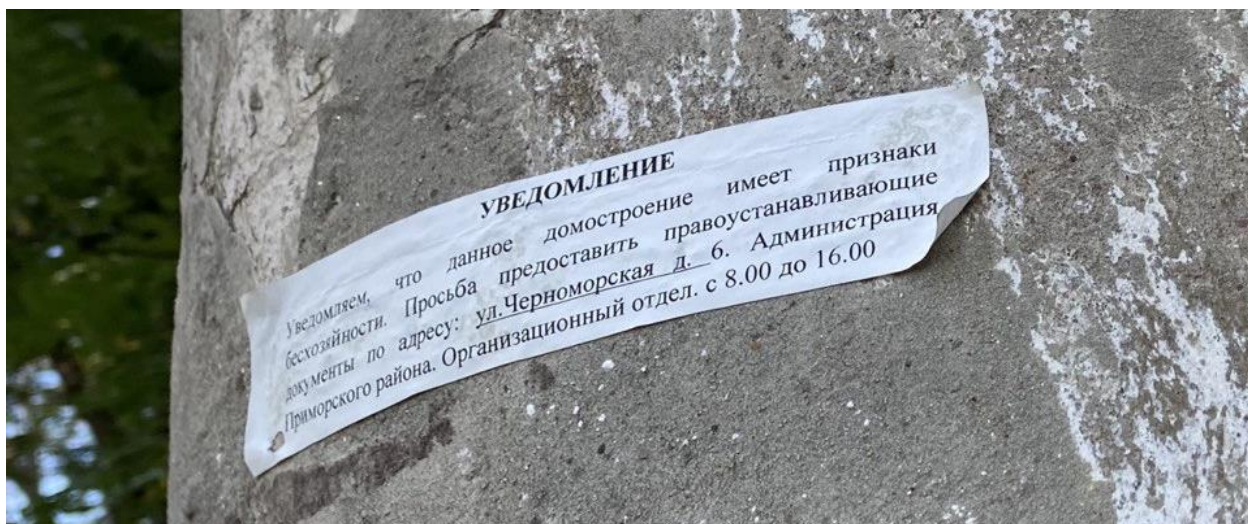 УВЕДОМЛЕНИЕ
Уведомляем, что данное домостроение имеет признаки
бесхозяйности. Просьба предоставить правоустанавливающие
документы по адресу: ул.Черноморская д. 6. Администрация
Приморского района. Организационный отдел. с 8.00 до 16.00